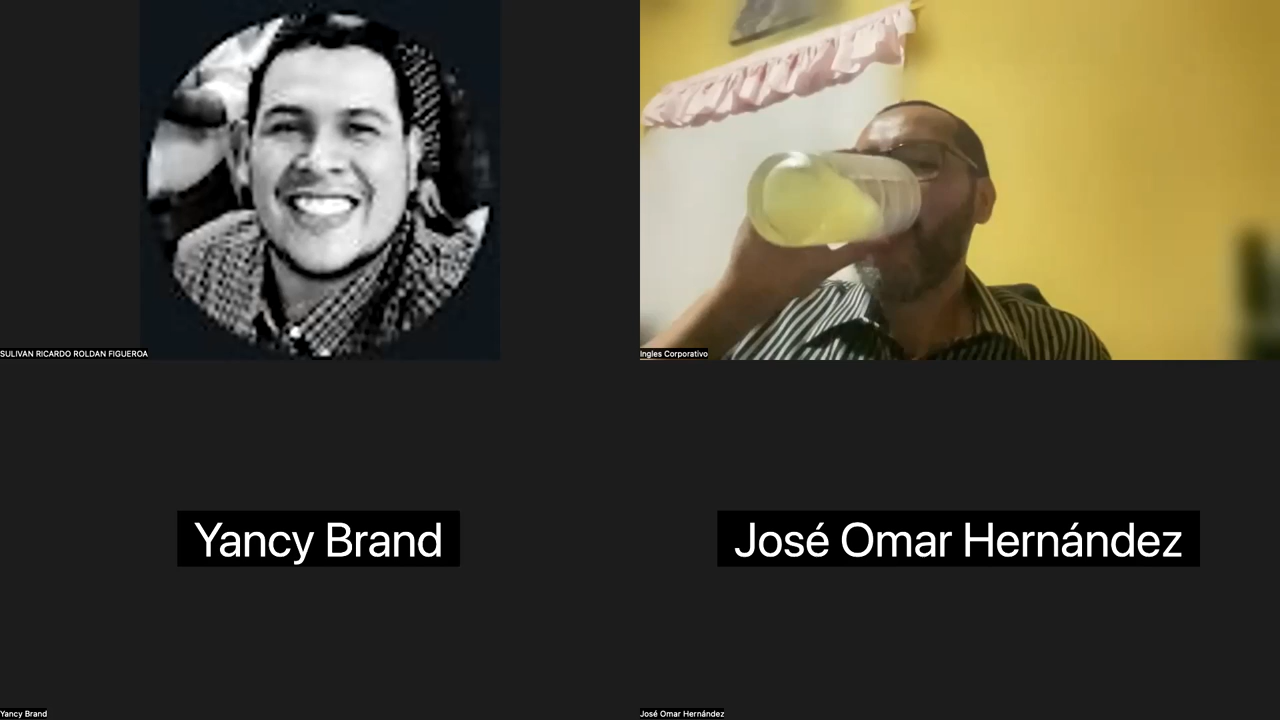 SULIVAN RICARDO ROLDAN FIGUEROA
Ingles Corporativo
Yancy Brand
José Omar Hernández
Yancy Brand
José Omar Hernández